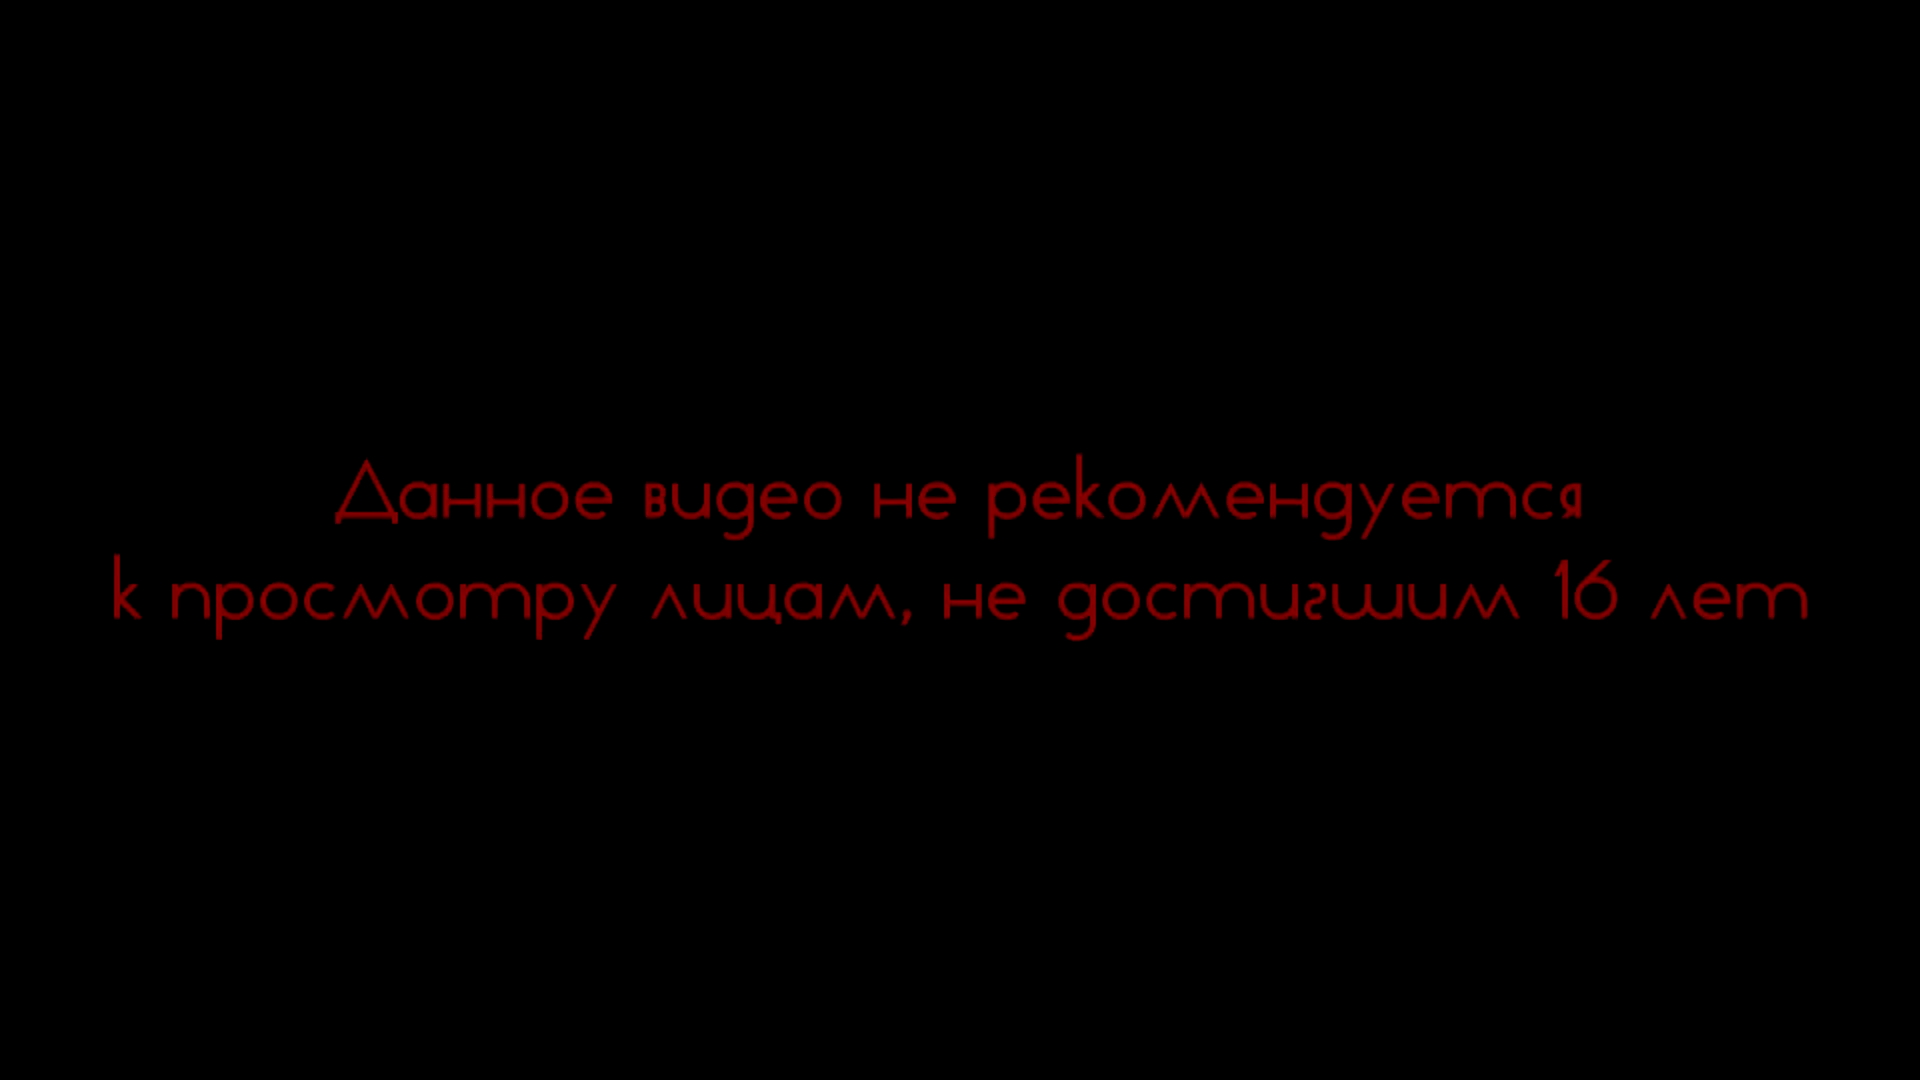 Данное видео не рекомендуется
к просмотру лицам, не достигшим 16 лет